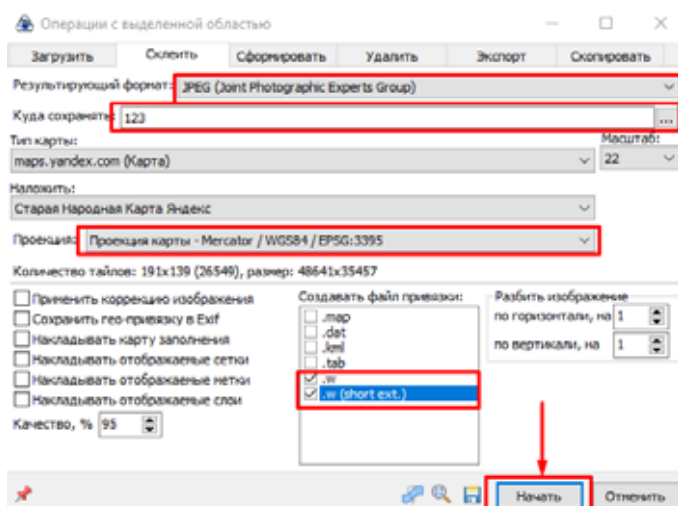 Операции с выделенной областью
Загрузить Склеить Сформировать Удалить Экспорт Скопировать
Результирующий формат: JPEG (Joint Photographic Experts Group)
Куда сохранять: 123 ...
Тип карты: Масштаб:
maps.yandex.com (Карта) 22
Наложить:
Старая Народная Карта Яндекс
Проекция: Проекция карты - Mercator / WGS84 / EPSG:3395
Количество тайлов: 191x139 (26549), размер: 48641x35457
Применить коррекцию изображения Создавать файл привязки: Разбить изображение
Сохранить гео-привязку в Exif .map по горизонтали, на 1
Накладывать карту заполнения .dat
Накладывать отображаемые сетки .kml по вертикали, на 1
Накладывать отображаемые метки .tab
Накладывать отображаемые слои .w
Качество, % 95 .w (short ext.)
Начать Отменить